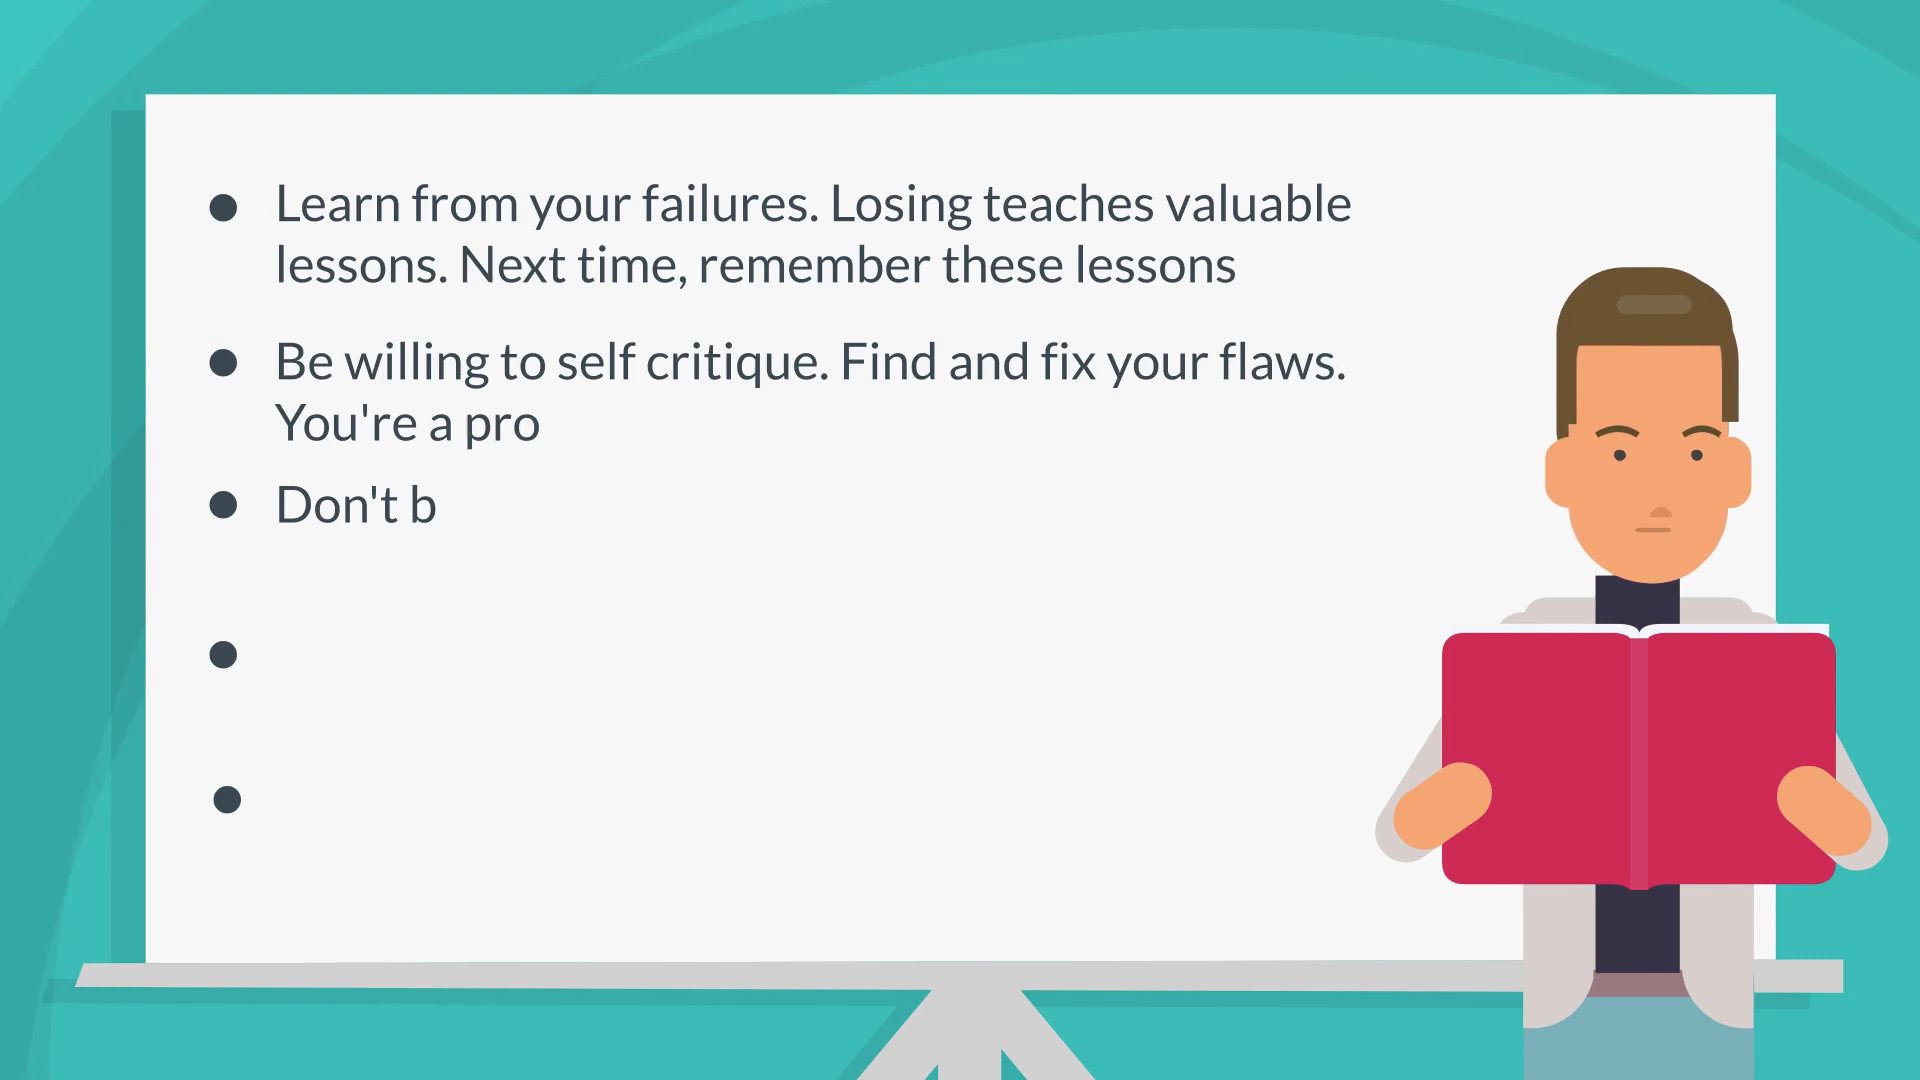 Learn from your failures. Losing teaches valuable
lessons. Next time, remember these lessons
Be willing to self critique. Find and fix your flaws.
You're a pro
Don't b